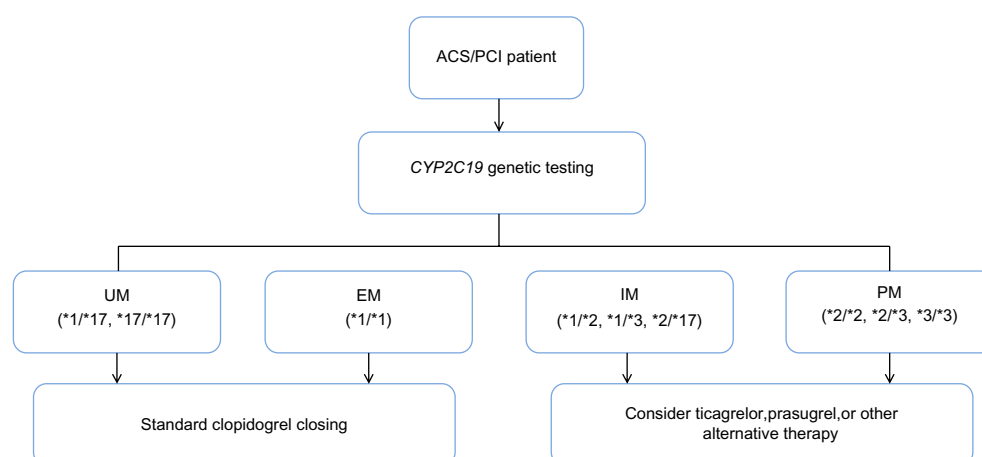 ACS/PCI patient
CYP2C19 genetic testing
UM
(*1/*17, *17/*17)
EM
(*1/*1)
IM
(*1/*2, *1/*3, *2/*17)
PM
(*2/*2, *2/*3, *3/*3)
Standard clopidogrel closing
Consider ticagrelor,prasugrel,or other
alternative therapy